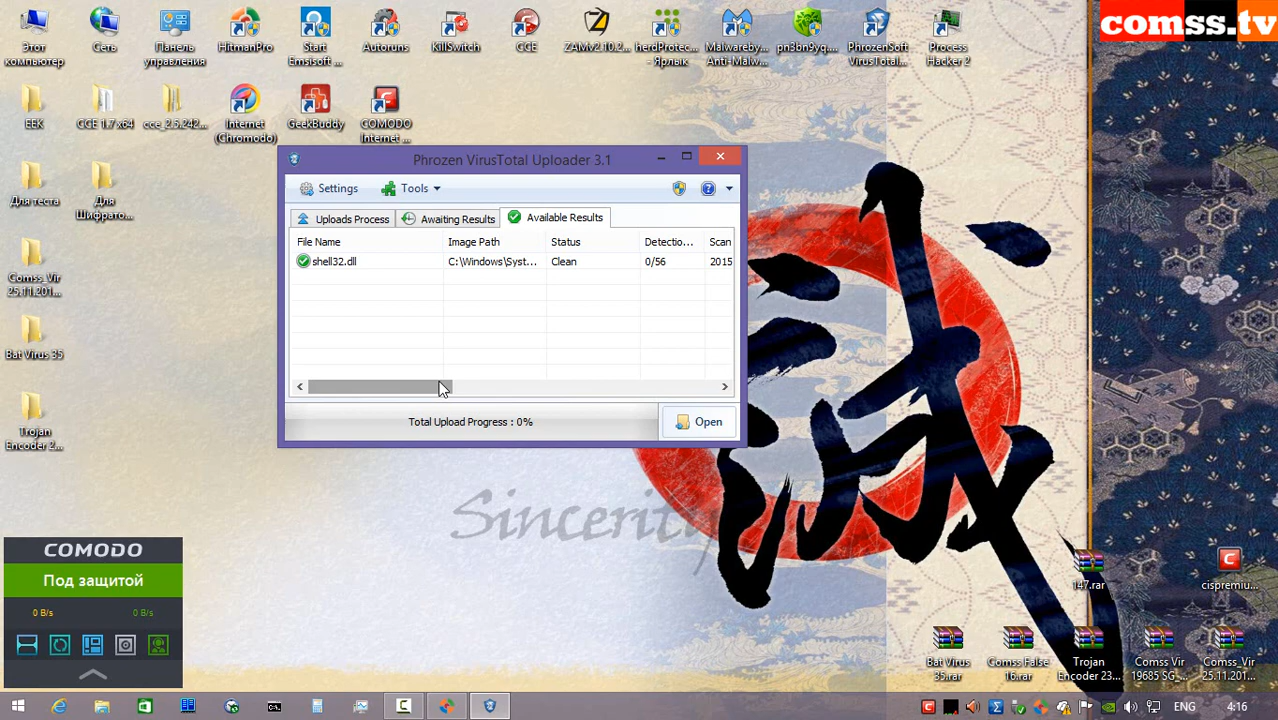 comss.tv
Этот
компьютер
Сеть
Панель
управления
HitmanPro
Start
Emsisoft ...
Autoruns
KillSwitch
CCE
ZAMv2.10.2...
herdProtec...
- Ярлык
Malwareby...
Anti-Malw...
pn3bn9yq....
PhrozenSoft
VirusTotal...
Process
Hacker 2
EEK
CCE 1.7 x64
cce_2.5.242...
Internet
(Chromodo)
GeekBuddy
COMODO
Internet ...
Для теста
Для
Шифрато...
Comss_Vir
25.11.201...
Bat Virus 35
Trojan
Encoder 2...
Phrozen VirusTotal Uploader 3.1
Settings
Tools
Uploads Process
Awaiting Results
Available Results
File Name
Image Path
Status
Detectio...
Scan
shell32.dll
C:\Windows\Syst...
Clean
0/56
2015
Total Upload Progress : 0%
Open
Sincerity
誠
COMODO
Под защитой
0 B/s
0 B/s
147.rar
cispremiu...
Bat Virus
35.rar
Comss False
16.rar
Trojan
Encoder 23...
Comss Vir
19685 SG_...
Comss_Vir
25.11.201...
ENG
4:16